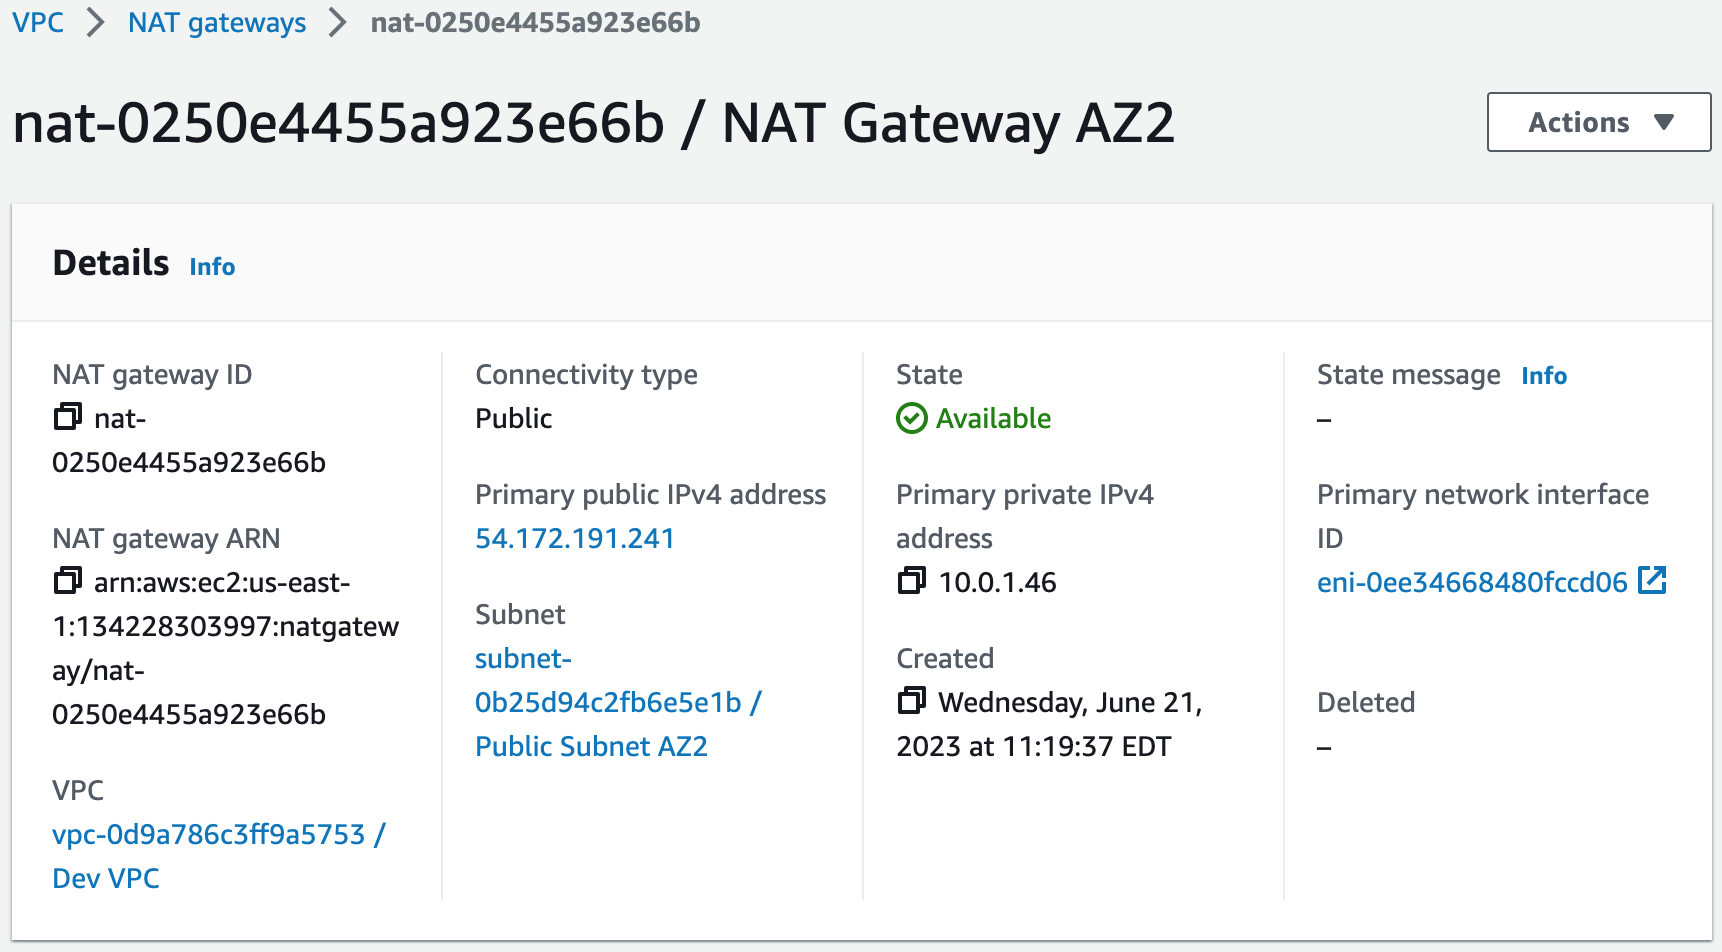 VPC > NAT gateways > nat-0250e4455a923e66b
nat-0250e4455a923e66b / NAT Gateway AZ2
Actions
Details Info
NAT gateway ID
nat-
0250e4455a923e66b
NAT gateway ARN
arn:aws:ec2:us-east-
1:134228303997:natgatew
ay/nat-
0250e4455a923e66b
VPC
vpc-0d9a786c3ff9a5753 /
Dev VPC
Connectivity type
Public
Primary public IPv4 address
54.172.191.241
Subnet
subnet-
0b25d94c2fb6e5e1b /
Public Subnet AZ2
State
Available
Primary private IPv4
address
10.0.1.46
Created
Wednesday, June 21,
2023 at 11:19:37 EDT
State message Info
–
Primary network interface
ID
eni-0ee34668480fccd06
Deleted
–